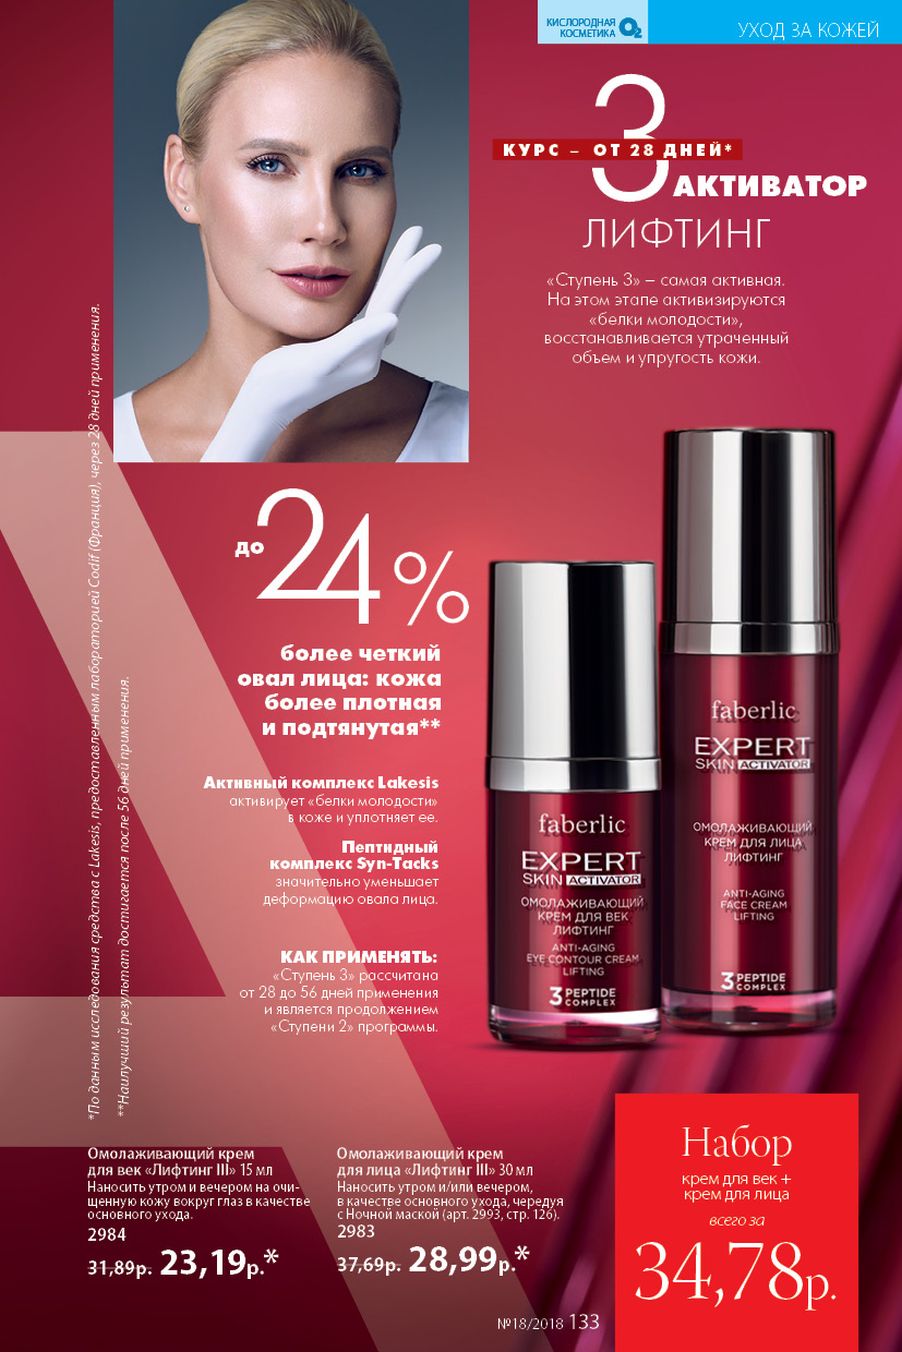 КИСЛОРОДНАЯ
КОСМЕТИКА O2
УХОД ЗА КОЖЕЙ
3
КУРС – ОТ 28 ДНЕЙ*
АКТИВАТОР
ЛИФТИНГ
«Ступень 3» – самая активная.
На этом этапе активизируются
«белки молодости»,
восстанавливается утраченный
объем и упругость кожи.
до 24%
более четкий
овал лица: кожа
более плотная
и подтянутая**
Активный комплекс Lakesis
активирует «белки молодости»
в коже и уплотняет ее.
Пептидный
комплекс Syn-Tacks
значительно уменьшает
деформацию овала лица.
КАК ПРИМЕНЯТЬ:
«Ступень 3» рассчитана
от 28 до 56 дней применения
и является продолжением
«Ступени 2» программы.
*По данным исследования средства с Lakesis, предоставленным лабораторией Codif (Франция), через 28 дней применения.
**Наилучший результат достигается после 56 дней применения.
faberlic
EXPERT
SKIN ACTIVATOR
ОМОЛАЖИВАЮЩИЙ
КРЕМ ДЛЯ ВЕК
ЛИФТИНГ
ANTI-AGING
EYE CONTOUR CREAM
LIFTING
3 PEPTIDE
COMPLEX
faberlic
EXPERT
SKIN ACTIVATOR
ОМОЛАЖИВАЮЩИЙ
КРЕМ ДЛЯ ЛИЦА
ЛИФТИНГ
ANTI-AGING
FACE CREAM
LIFTING
3 PEPTIDE
COMPLEX
Омолаживающий крем
для век «Лифтинг III» 15 мл
Наносить утром и вечером на очи-
щенную кожу вокруг глаз в качестве
основного ухода.
2984
31,89р. 23,19р.*
Омолаживающий крем
для лица «Лифтинг III» 30 мл
Наносить утром и/или вечером,
в качестве основного ухода, чередуя
с Ночной маской (арт. 2993, стр. 126).
2983
37,69р. 28,99р.*
Набор
крем для век +
крем для лица
всего за
34,78р.
№18/2018 133